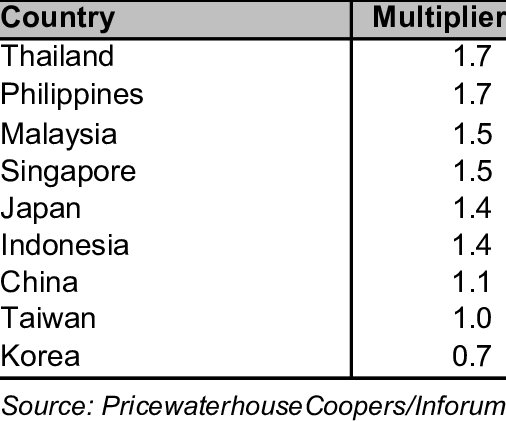 Country Multiplier
Thailand 1.7
Philippines 1.7
Malaysia 1.5
Singapore 1.5
Japan 1.4
Indonesia 1.4
China 1.1
Taiwan 1.0
Korea 0.7
Source: PricewaterhouseCoopers/Inforum